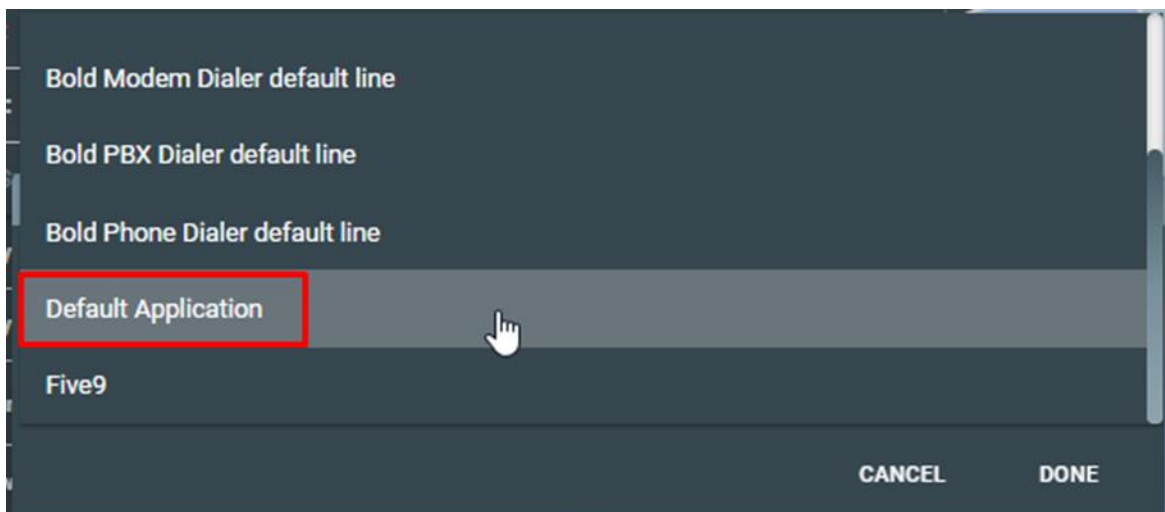 Bold Modem Dialer default line
Bold PBX Dialer default line
Bold Phone Dialer default line
Default Application
Five9
CANCEL DONE